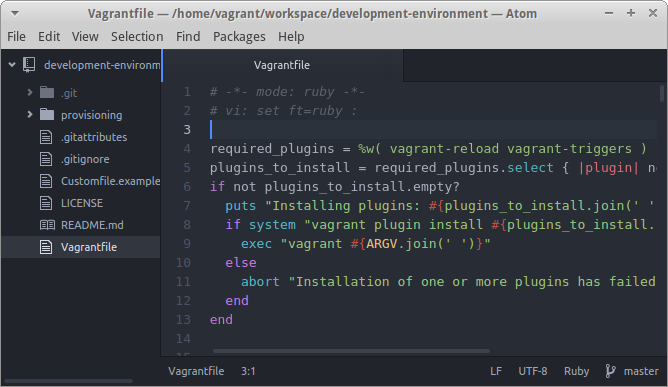 Vagrantfile — /home/vagrant/workspace/development-environment — Atom
File Edit View Selection Find Packages Help
development-environm
.git
provisioning
.gitattributes
.gitignore
Customfile.example
LICENSE
README.md
Vagrantfile
Vagrantfile
1 # -*- mode: ruby -*-
2 # vi: set ft=ruby :
3
4 required_plugins = %w( vagrant-reload vagrant-triggers )
5 plugins_to_install = required_plugins.select { |plugin| n
6 if not plugins_to_install.empty?
7 puts "Installing plugins: #{plugins_to_install.join(' '
8 if system "vagrant plugin install #{plugins_to_install.
9 exec "vagrant #{ARGV.join(' ')}"
10 else
11 abort "Installation of one or more plugins has failed
12 end
13 end
14
Vagrantfile 3:1 LF UTF-8 Ruby master